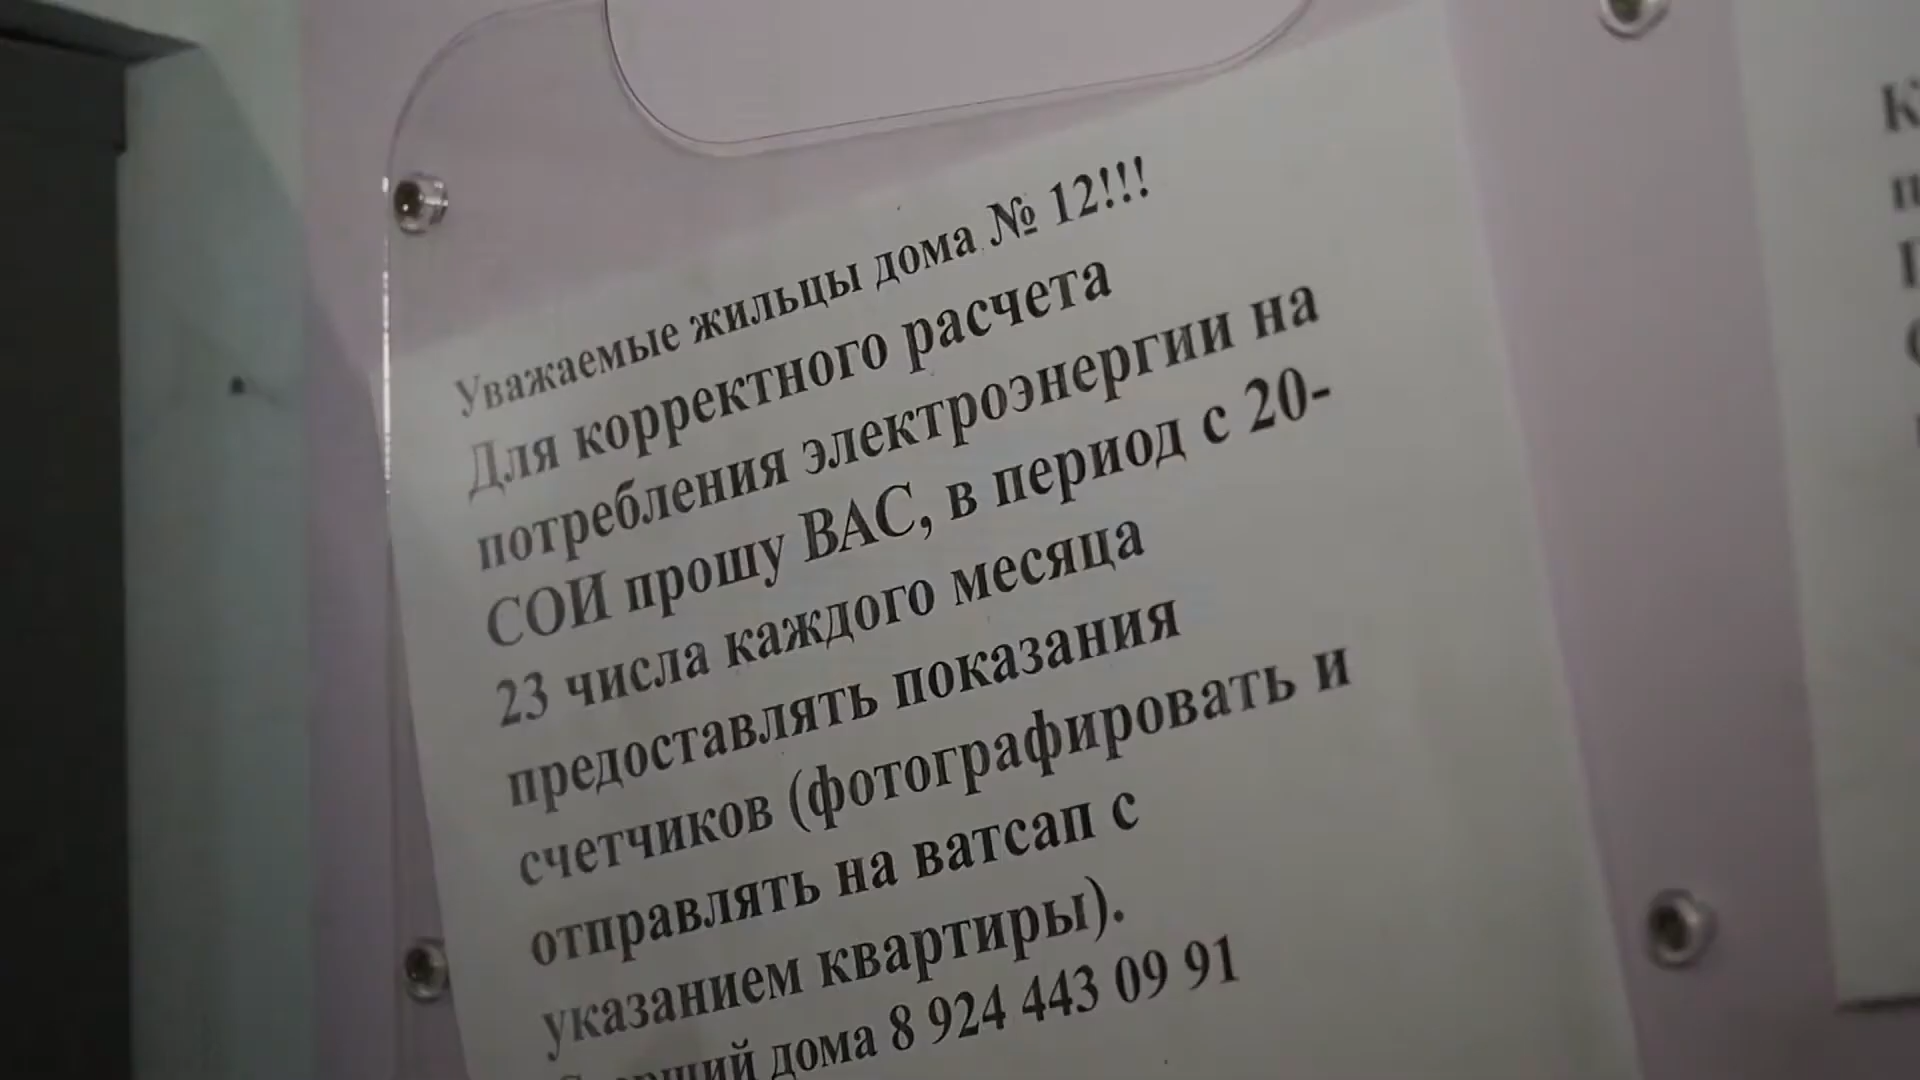 Уважаемые жильцы дома № 12!!!
Для корректного расчета
потребления электроэнергии на
СОИ прошу ВАС, в период с 20-
23 числа каждого месяца
предоставлять показания
счетчиков (фотографировать и
отправлять на ватсап с
указанием квартиры).
дома 8 924 443 09 91